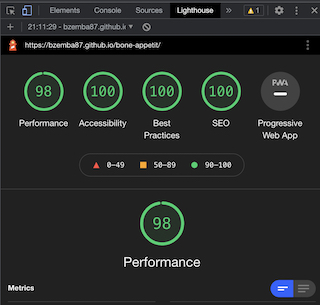 Elements Console Sources Lighthouse » 1
21:11:29 - bzemba87.github.i
https://bzemba87.github.io/bone-appetit/
98 100 100 100 PWA
Performance Accessibility Best Practices SEO Progressive Web App
0–49 50–89 90–100
98
Performance
Metrics